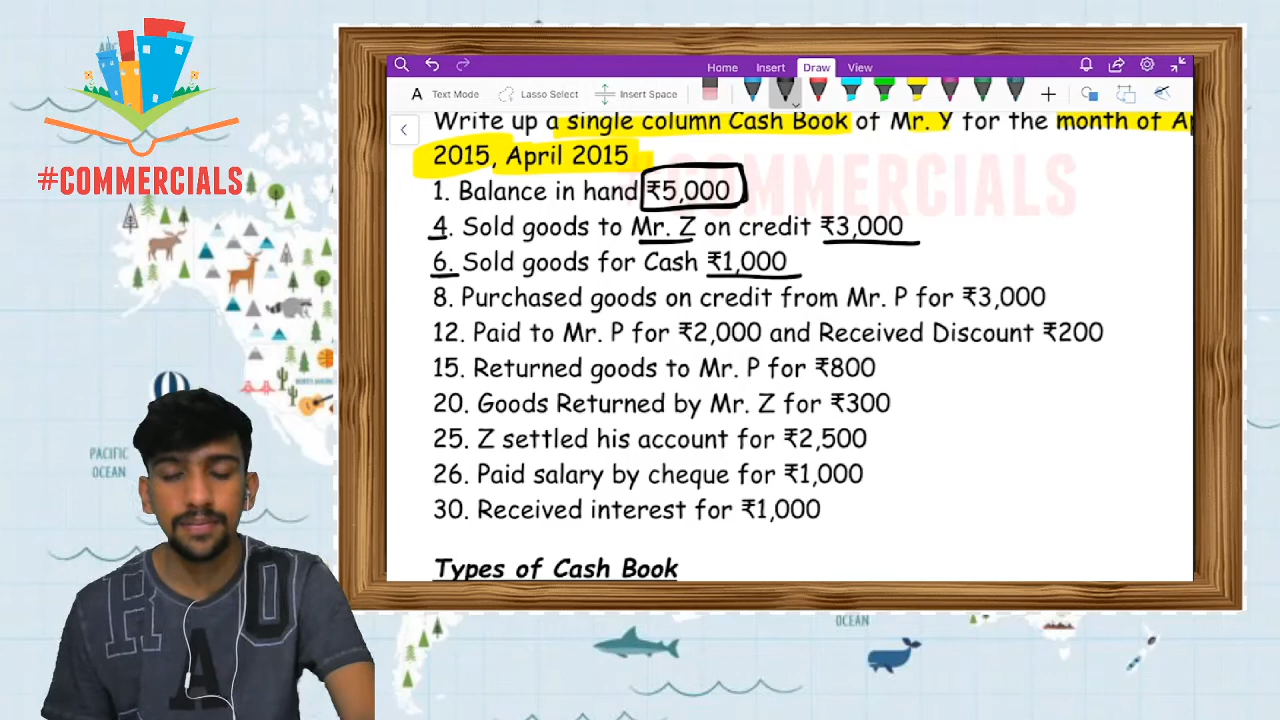 #COMMERCIALS
Home Insert Draw View
Text Mode Lasso Select Insert Space
Write up a single column Cash Book of Mr. Y for the month of Ap
2015, April 2015
COMMERCIALS
1. Balance in hand ₹5,000
4. Sold goods to Mr. Z on credit ₹3,000
6. Sold goods for Cash ₹1,000
8. Purchased goods on credit from Mr. P for ₹3,000
12. Paid to Mr. P for ₹2,000 and Received Discount ₹200
15. Returned goods to Mr. P for ₹800
20. Goods Returned by Mr. Z for ₹300
25. Z settled his account for ₹2,500
26. Paid salary by cheque for ₹1,000
30. Received interest for ₹1,000
Types of Cash Book
PACIFIC
OCEAN
OCEAN